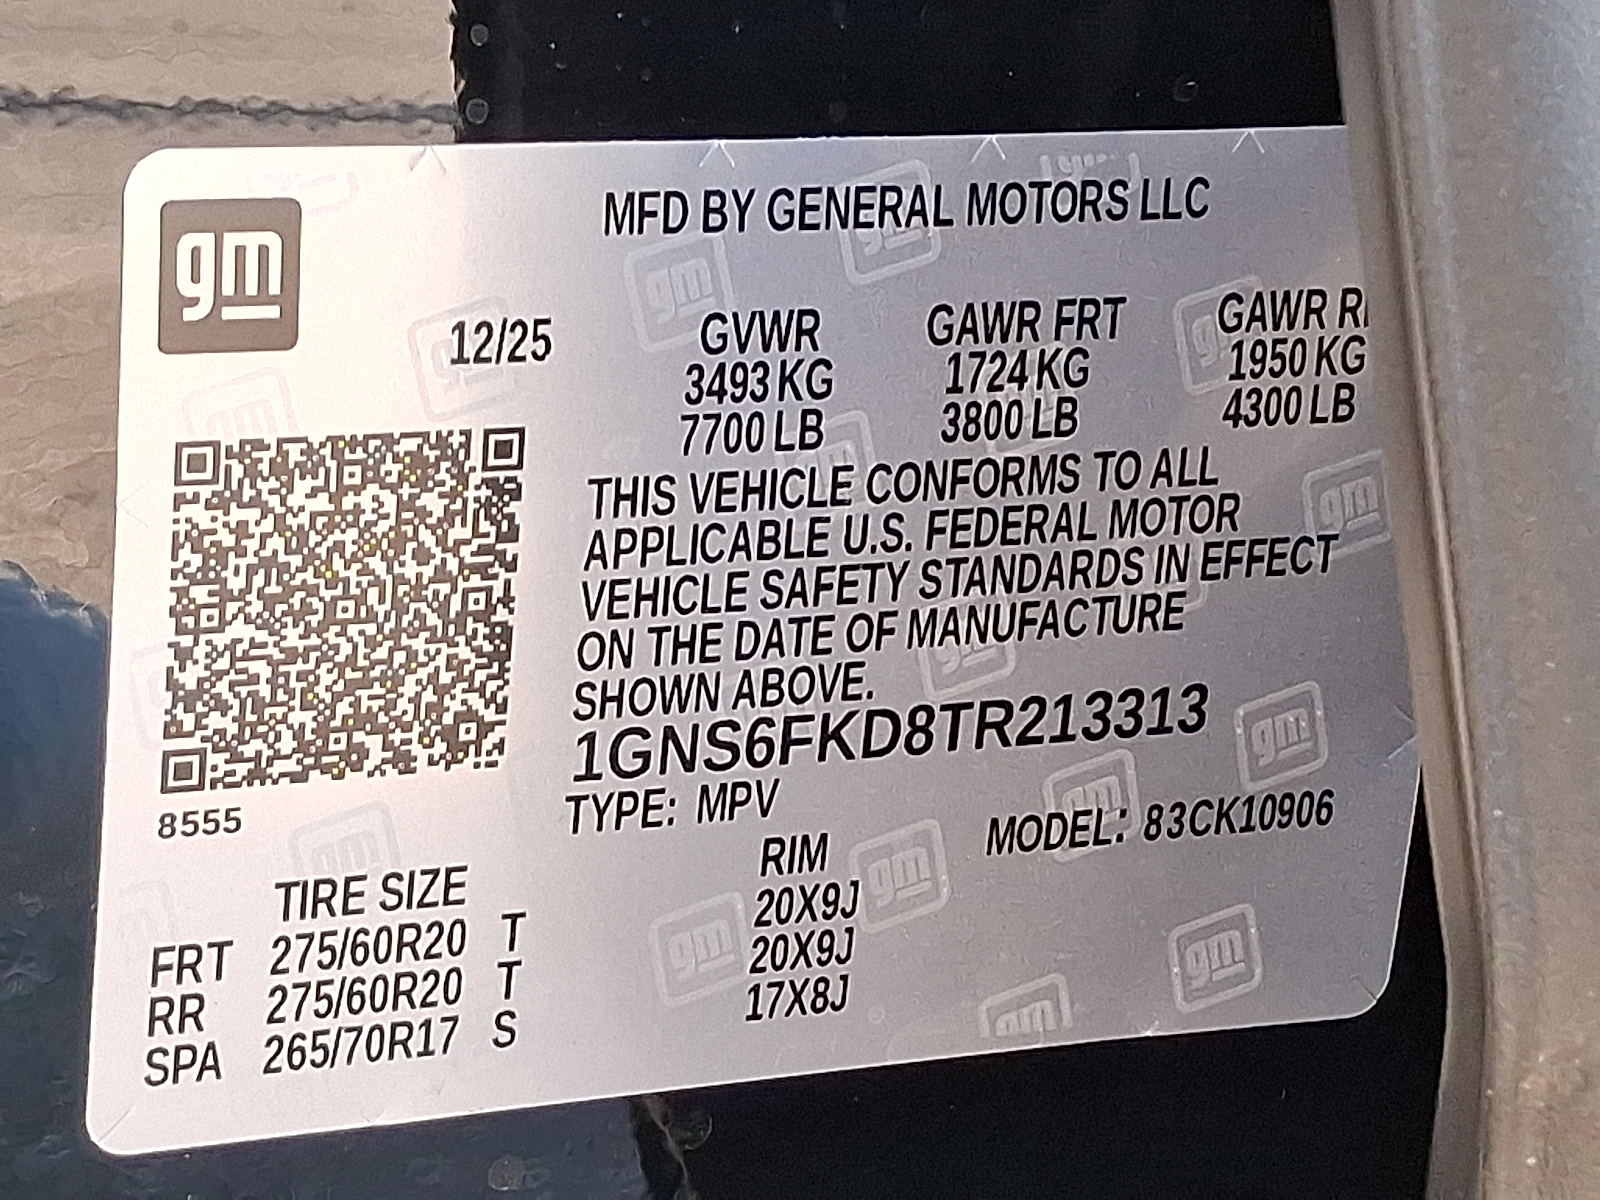 gm
MFD BY GENERAL MOTORS LLC
12/25
GVWR GAWR FRT GAWR
3493 KG 1724 KG 1950 KG
7700 LB 3800 LB 4300 LB
THIS VEHICLE CONFORMS TO ALL
APPLICABLE U.S. FEDERAL MOTOR
VEHICLE SAFETY STANDARDS IN EFFECT
ON THE DATE OF MANUFACTURE
SHOWN ABOVE.
1GNS6FKD8TR213313
TYPE: MPV
MODEL: 83CK10906
8555
TIRE SIZE RIM
FRT 275/60R20 T 20X9J
RR 275/60R20 T 20X9J
SPA 265/70R17 S 17X8J